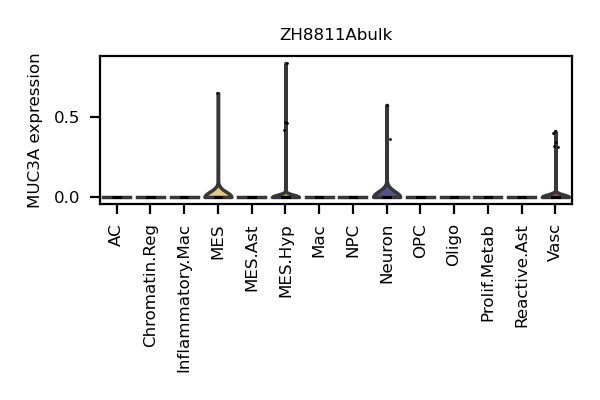 ZH8811Abulk
MUC3A expression
0.5
0.0
AC
Chromatin.Reg
Inflammatory.Mac
MES
MES.Ast
MES.Hyp
Mac
NPC
Neuron
OPC
Oligo
Prolif.Metab
Reactive.Ast
Vasc